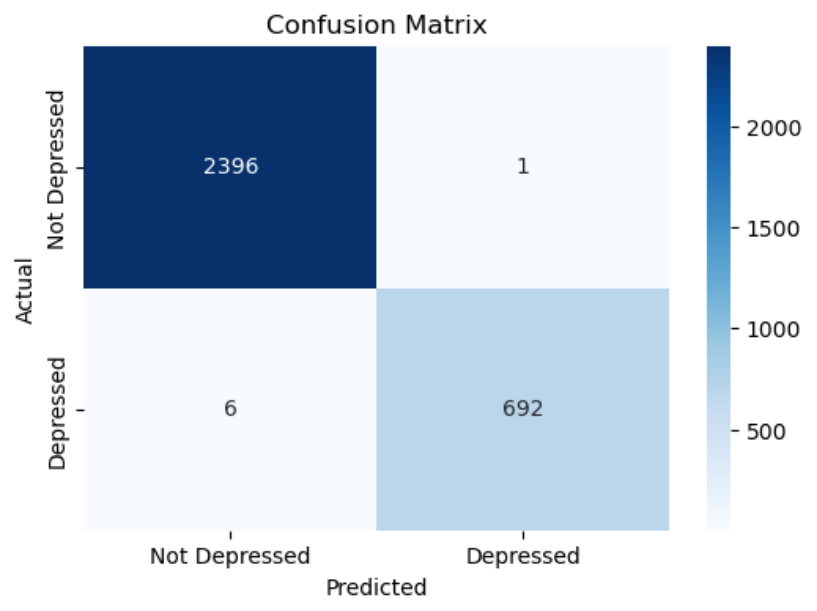 Confusion Matrix
Not Depressed
2396
1
2000
1500
Actual
1000
Depressed
6
692
500
Not Depressed
Depressed
Predicted